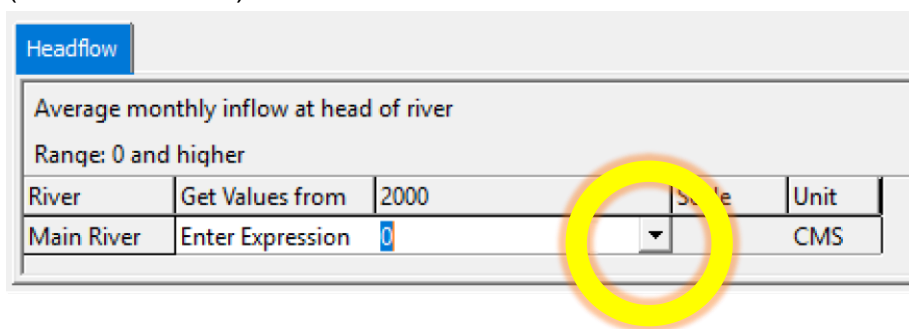 Headflow
Average monthly inflow at head of river
Range: 0 and higher
River Get Values from 2000 Unit
Main River Enter Expression 0 CMS